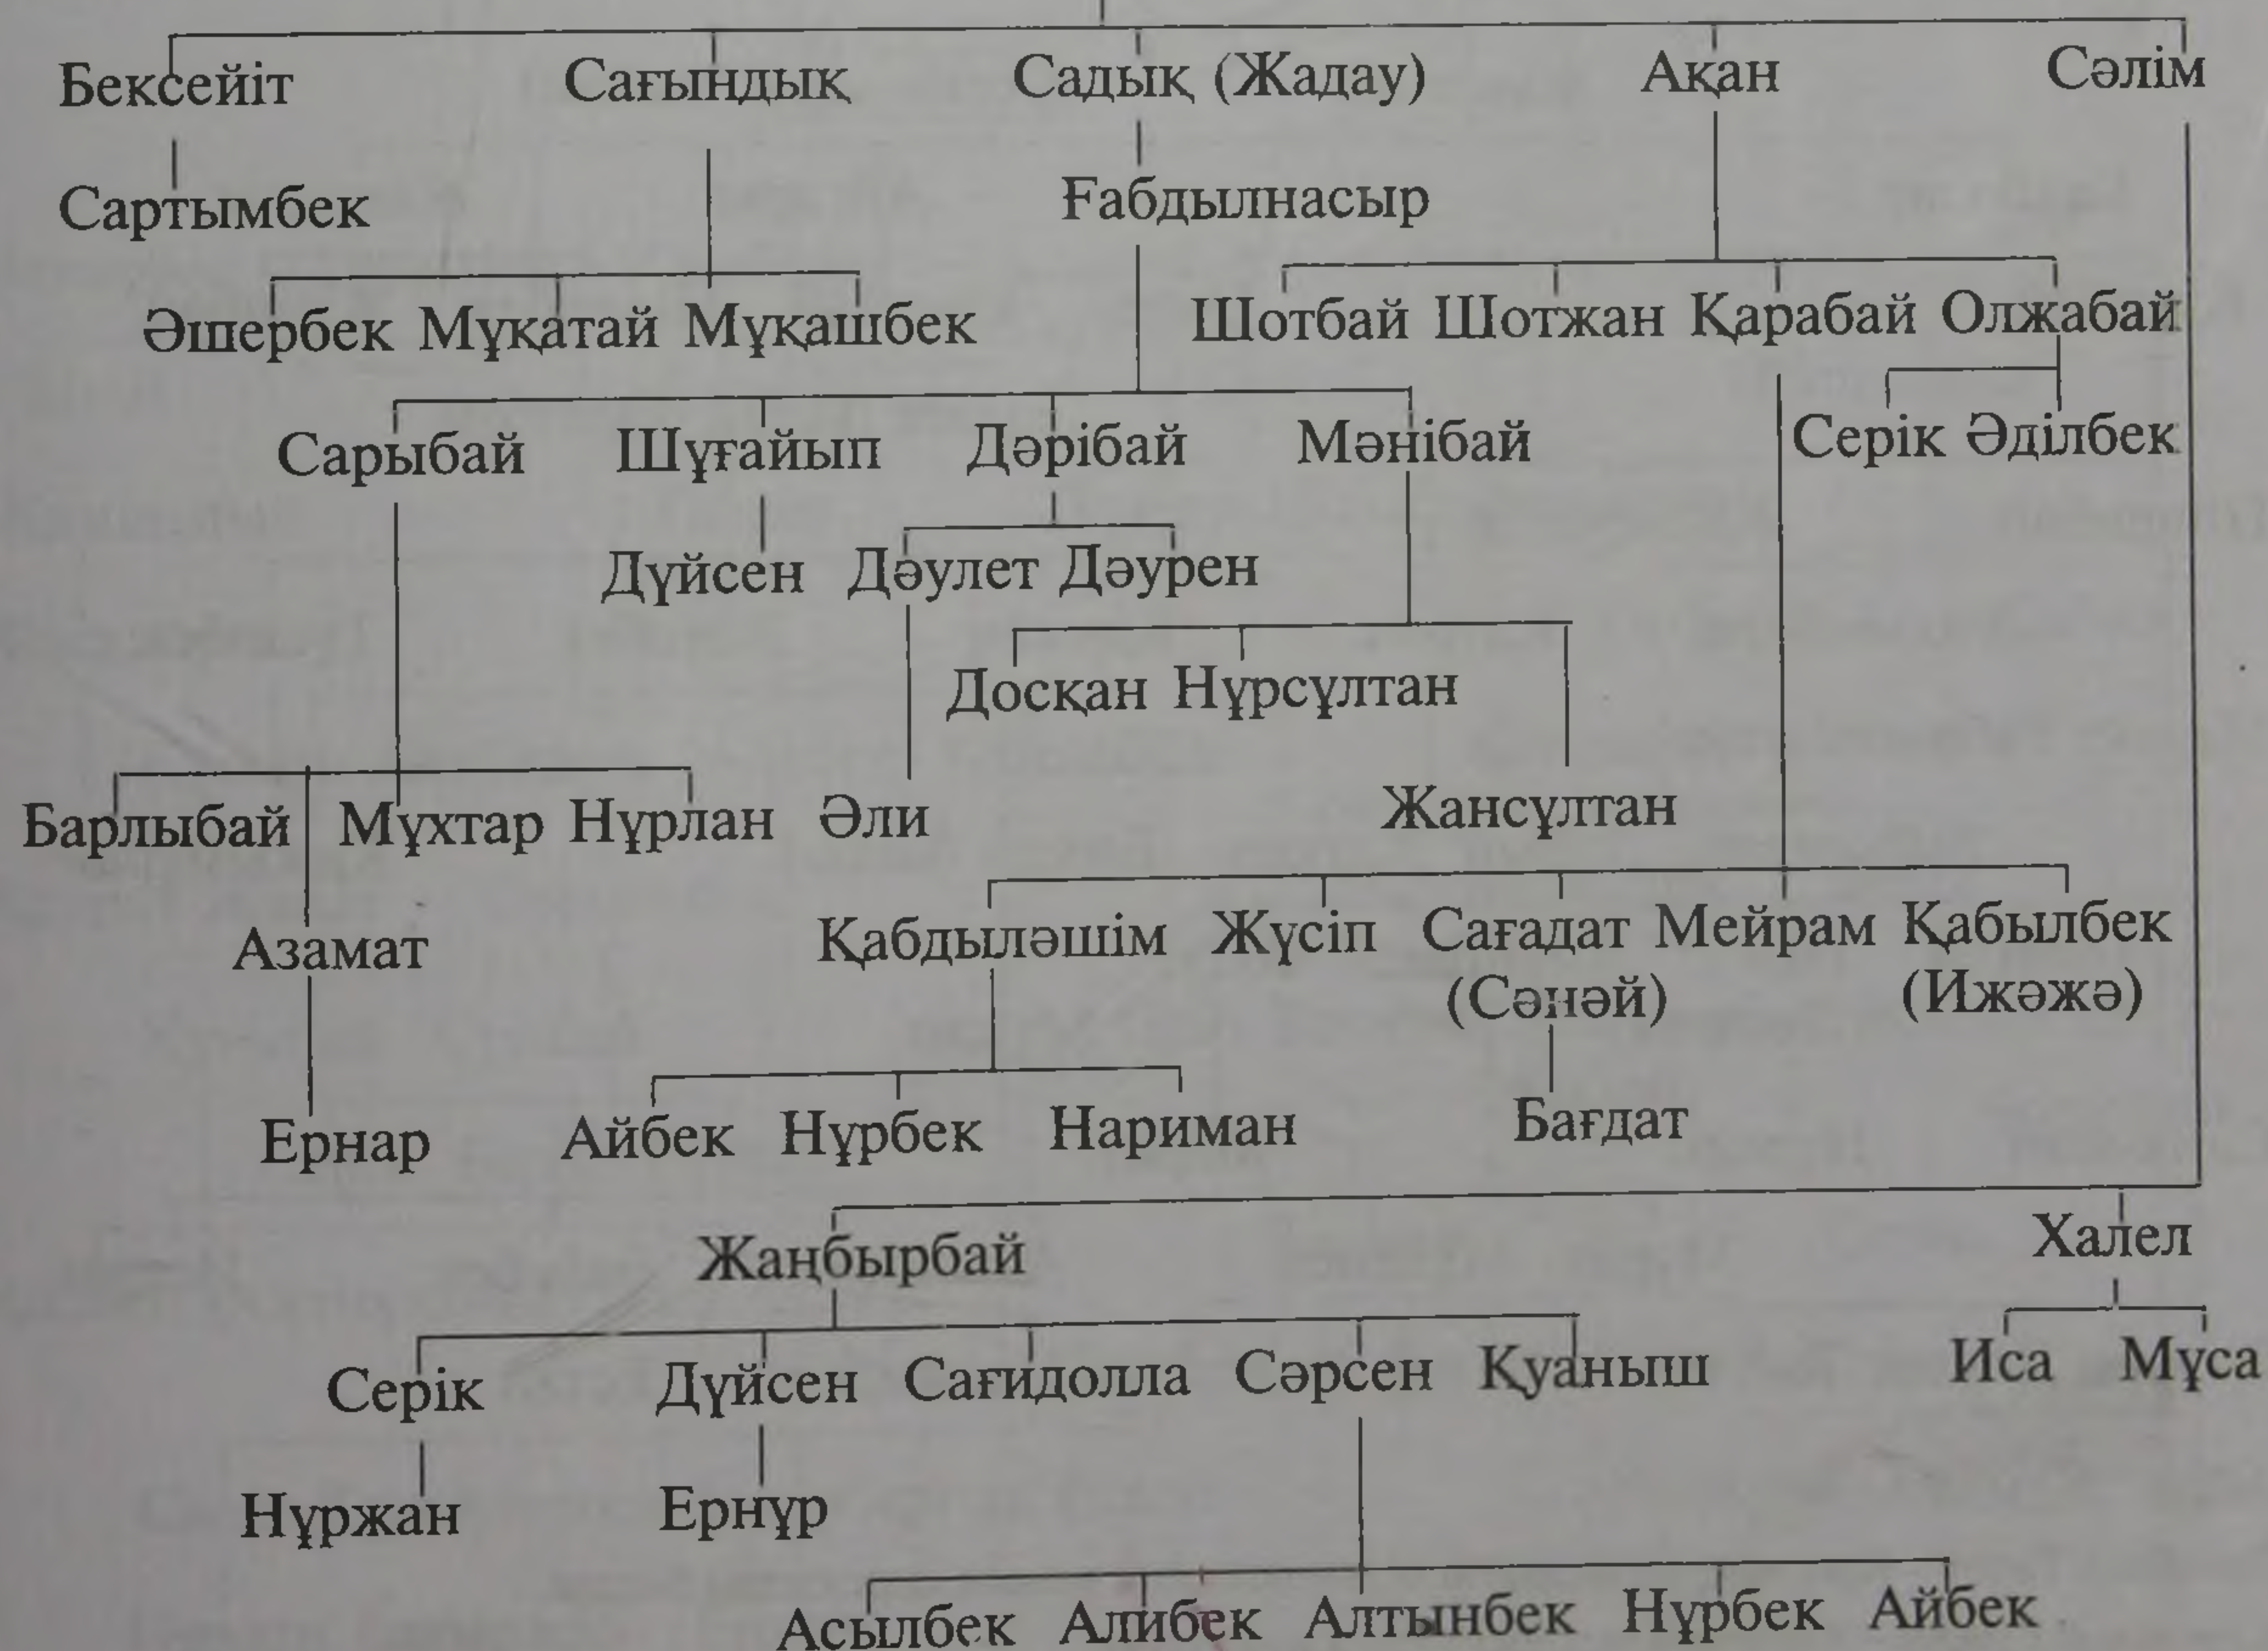 Бексейіт Сағындық Садық (Жадау) Ақан Сәлім
Сартымбек Ғабдылнасыр
Әшербек Мұқатай Мұқашбек Шотбай Шотжан Қарабай Олжабай
Сарыбай Шұғайып Дәрібай Мәнібай Серік Әділбек
Дүйсен Дәулет Дәурен
Досқан Нұрсұлтан
Барлыбай Мұхтар Нұрлан Әли Жансұлтан
Азамат Қабдыләшім Жүсіп Сағадат Мейрам Қабылбек
(Сәнәй) (Ижәжә)
Ернар Айбек Нұрбек Нариман Бағдат
Жаңбырбай Халел
Серік Дүйсен Сағидолла Сәрсен Қуаныш Иса Мұса
Нұржан Ернұр
Асылбек Алибек Алтынбек Нұрбек Айбек